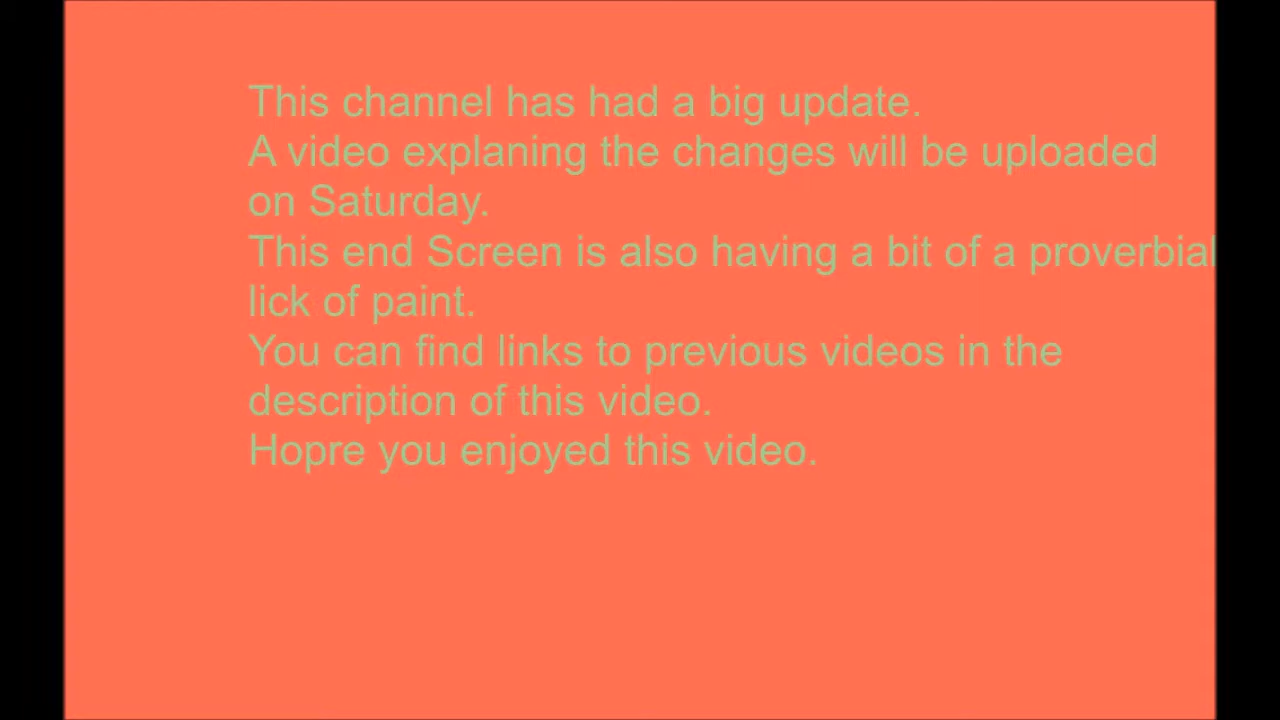 This channel has had a big update.
A video explaning the changes will be uploaded
on Saturday.
This end Screen is also having a bit of a proverbial
lick of paint.
You can find links to previous videos in the
description of this video.
Hopre you enjoyed this video.